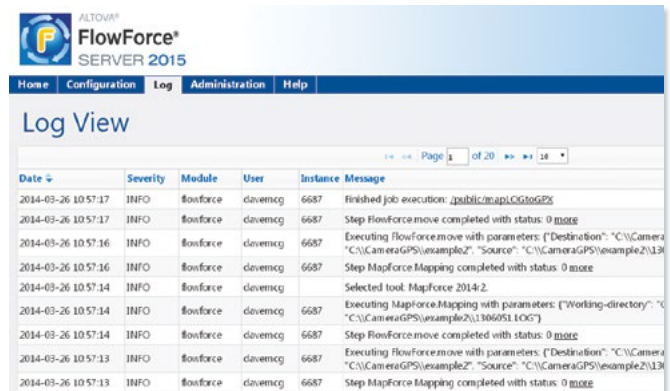 ALTOVA®
FlowForce®
SERVER 2015
Home Configuration Log Administration Help
Log View
Page 1 of 20 10
Date Severity Module User Instance Message
2014-03-26 10:57:17 INFO flowforce davemcg 6687 Finished job execution: /public/mapLOGtoGPX
2014-03-26 10:57:17 INFO flowforce davemcg 6687 Step FlowForce.move completed with status: 0 more
2014-03-26 10:57:16 INFO flowforce davemcg 6687 Executing FlowForce.move with parameters: {"Destination": "C:\\Camera
"C:\\CameraGPS\\example2", "Source": "C:\\CameraGPS\\example2\\130
2014-03-26 10:57:16 INFO flowforce davemcg 6687 Step MapForce.Mapping completed with status: 0 more
2014-03-26 10:57:14 INFO flowforce davemcg Selected tool: MapForce 2014r2.
2014-03-26 10:57:14 INFO flowforce davemcg 6687 Executing MapForce.Mapping with parameters: {"Working-directory": "C
"C:\\CameraGPS\\example2\\1306051.LOG"}
2014-03-26 10:57:14 INFO flowforce davemcg 6687 Step FlowForce.move completed with status: 0 more
2014-03-26 10:57:13 INFO flowforce davemcg 6687 Executing FlowForce.move with parameters: {"Destination": "C:\\Camera
"C:\\CameraGPS\\example2", "Source": "C:\\CameraGPS\\example2\\130
2014-03-26 10:57:13 INFO flowforce davemcg 6687 Step MapForce.Mapping completed with status: 0 more